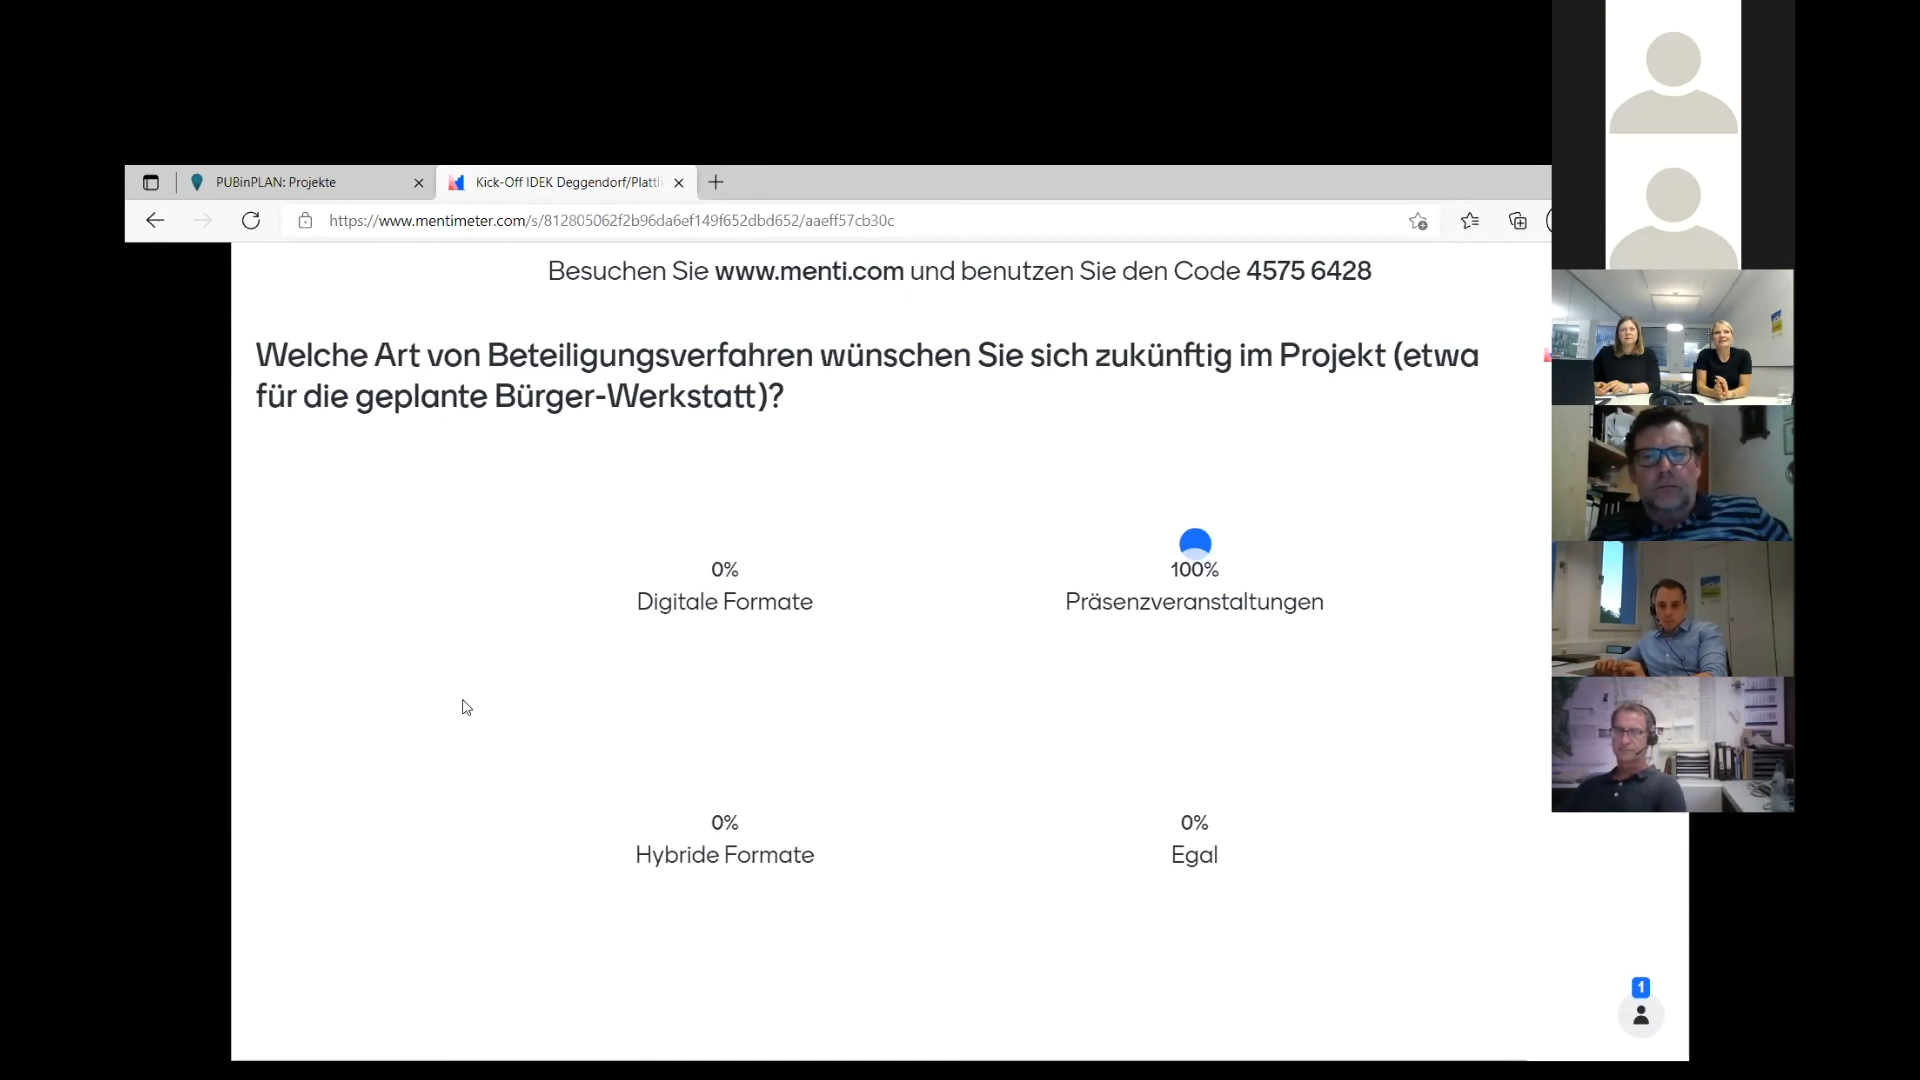 PUBinPLAN: Projekte
Kick-Off IDEK Deggendorf/Plattli
https://www.mentimeter.com/s/812805062f2b96da6ef149f652dbd652/aaeff57cb30c
Besuchen Sie www.menti.com und benutzen Sie den Code 4575 6428
Welche Art von Beteiligungsverfahren wünschen Sie sich zukünftig im Projekt (etwa
für die geplante Bürger-Werkstatt)?
0%
Digitale Formate
100%
Präsenzveranstaltungen
0%
Hybride Formate
0%
Egal
1